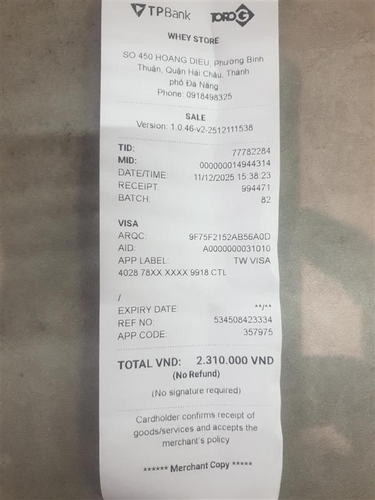 TPBank TOROG
WHEY STORE
SO 450 HOANG DIEU, Phường Bình
Thuận, Quận Hải Châu, Thành
phố Đà Nẵng
Phone: 0918498325
SALE
Version: 1.0.46-v2-2512111538
TID: 77782284
MID: 000000014944314
DATE/TIME: 11/12/2025 15:38:23
RECEIPT: 994471
BATCH: 82
VISA
ARQC: 9F75F2152AB56A0D
AID: A0000000031010
APP LABEL: TW VISA
4028 78XX XXXX 9918 CTL
/
EXPIRY DATE: **/**
REF NO: 534508423334
APP CODE: 357975
TOTAL VND: 2.310.000 VND
(No Refund)
(No signature required)
Cardholder confirms receipt of
goods/services and accepts the
merchant's policy
****** Merchant Copy *****